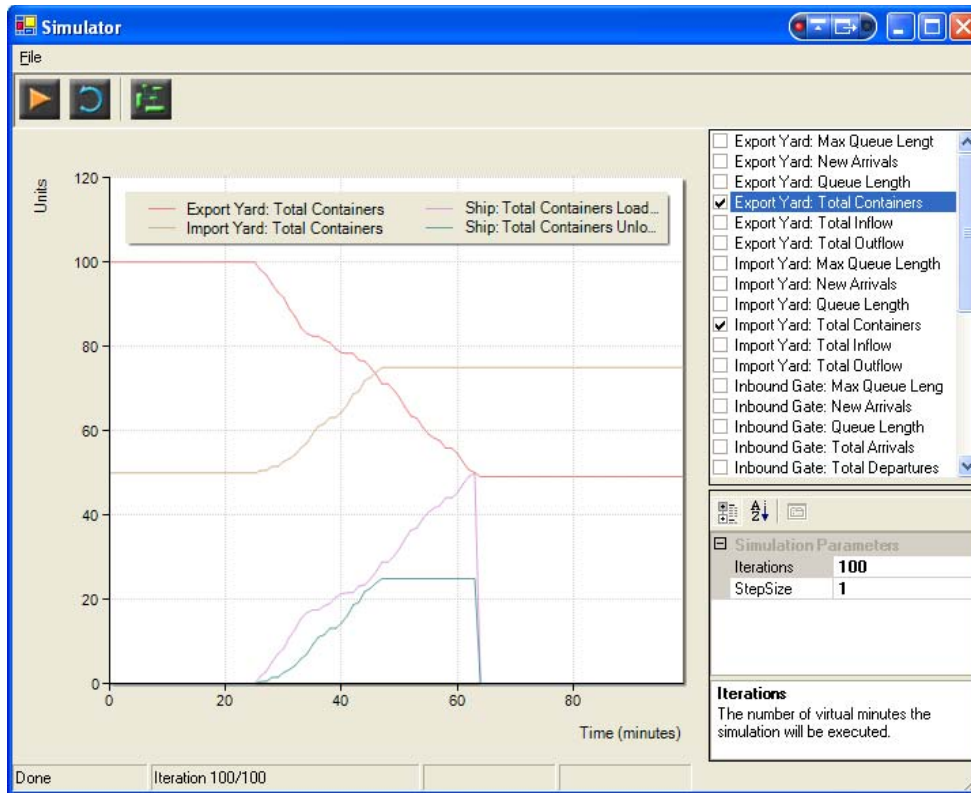 Simulator
File
Units
120
100
80
60
40
20
0
Export Yard: Total Containers
Import Yard: Total Containers
Ship: Total Containers Load...
Ship: Total Containers Unlo...
0
20
40
60
80
Time (minutes)
Export Yard: Max Queue Lengt
Export Yard: New Arrivals
Export Yard: Queue Length
Export Yard: Total Containers
Export Yard: Total Inflow
Export Yard: Total Outflow
Import Yard: Max Queue Length
Import Yard: New Arrivals
Import Yard: Queue Length
Import Yard: Total Containers
Import Yard: Total Inflow
Import Yard: Total Outflow
Inbound Gate: Max Queue Leng
Inbound Gate: New Arrivals
Inbound Gate: Queue Length
Inbound Gate: Total Arrivals
Inbound Gate: Total Departures
A
Z
Simulation Parameters
Iterations 100
StepSize 1
Iterations
The number of virtual minutes the
simulation will be executed.
Done
Iteration 100/100